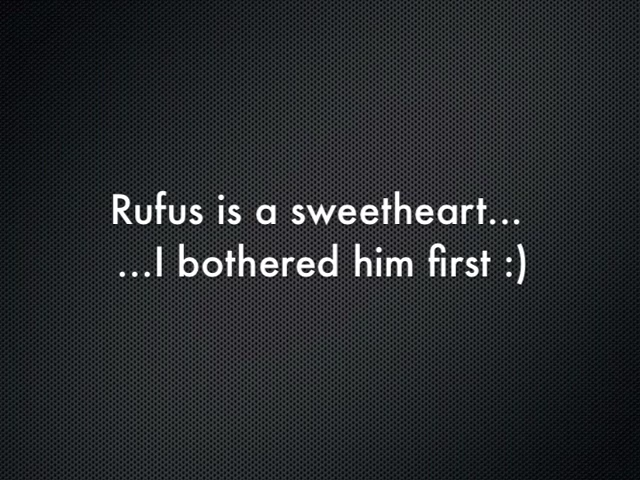 Rufus is a sweetheart...
...I bothered him first :)